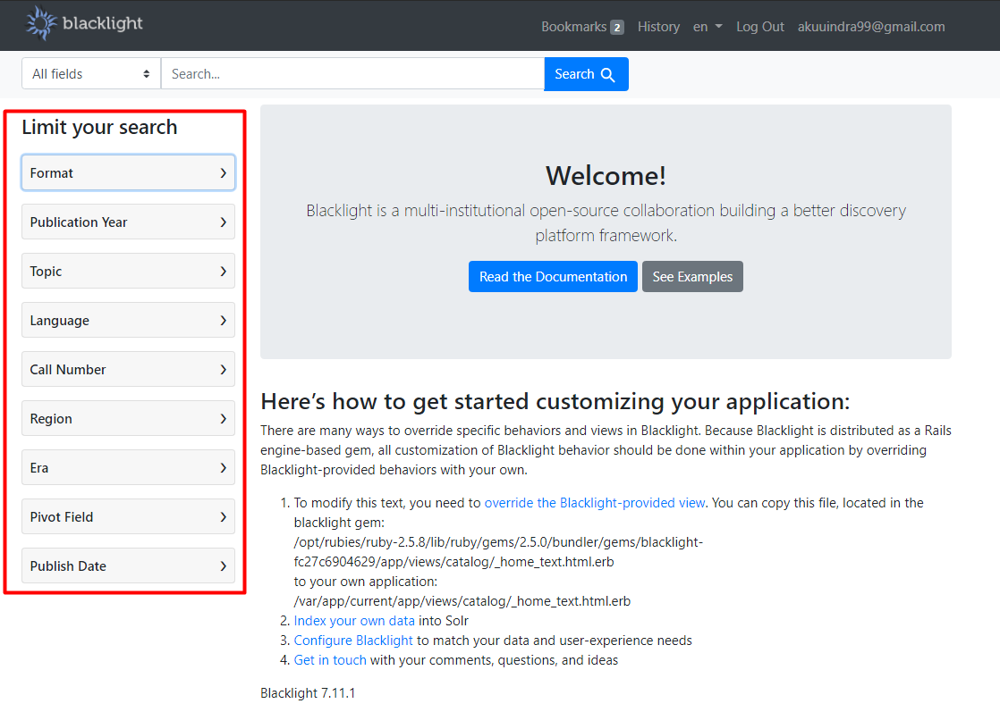 blacklight
Bookmarks 2 History en Log Out akuuindra99@gmail.com
All fields Search... Search
Limit your search
Format
Publication Year
Topic
Language
Call Number
Region
Era
Pivot Field
Publish Date
Welcome!
Blacklight is a multi-institutional open-source collaboration building a better discovery
platform framework.
Read the Documentation See Examples
Here's how to get started customizing your application:
There are many ways to override specific behaviors and views in Blacklight. Because Blacklight is distributed as a Rails
engine-based gem, all customization of Blacklight behavior should be done within your application by overriding
Blacklight-provided behaviors with your own.
1. To modify this text, you need to override the Blacklight-provided view. You can copy this file, located in the
blacklight gem:
/opt/rubies/ruby-2.5.8/lib/ruby/gems/2.5.0/bundler/gems/blacklight-
fc27c6904629/app/views/catalog/_home_text.html.erb
to your own application:
/var/app/current/app/views/catalog/_home_text.html.erb
2. Index your own data into Solr
3. Configure Blacklight to match your data and user-experience needs
4. Get in touch with your comments, questions, and ideas
Blacklight 7.11.1